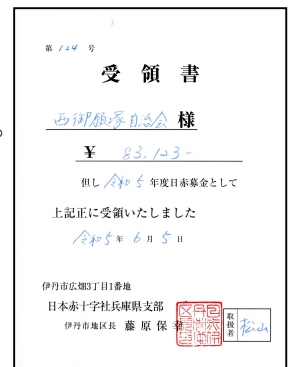 第 124 号
受領書
西御願塚自治会 様
¥ 83,123-
但し 令和5 年度日赤募金として
上記正に受領いたしました
令和5 年 6 月 5 日
伊丹市広畑3丁目1番地
日本赤十字社兵庫県支部
伊丹市地区長 藤原保幸
取扱者 松山